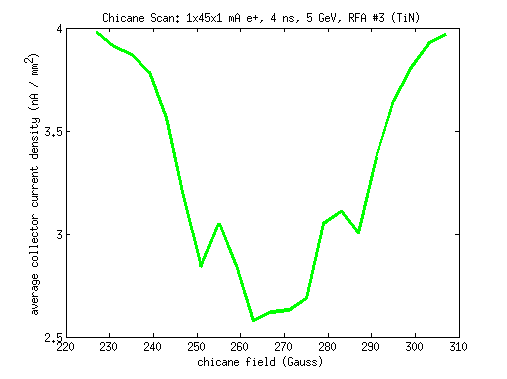 Chicane Scan: 1x45x1 mA e+, 4 ns, 5 GeV, RFA #3 (TiN)
average collector current density (nA / mm²)
4
3.5
3
2.5
220 230 240 250 260 270 280 290 300 310
chicane field (Gauss)